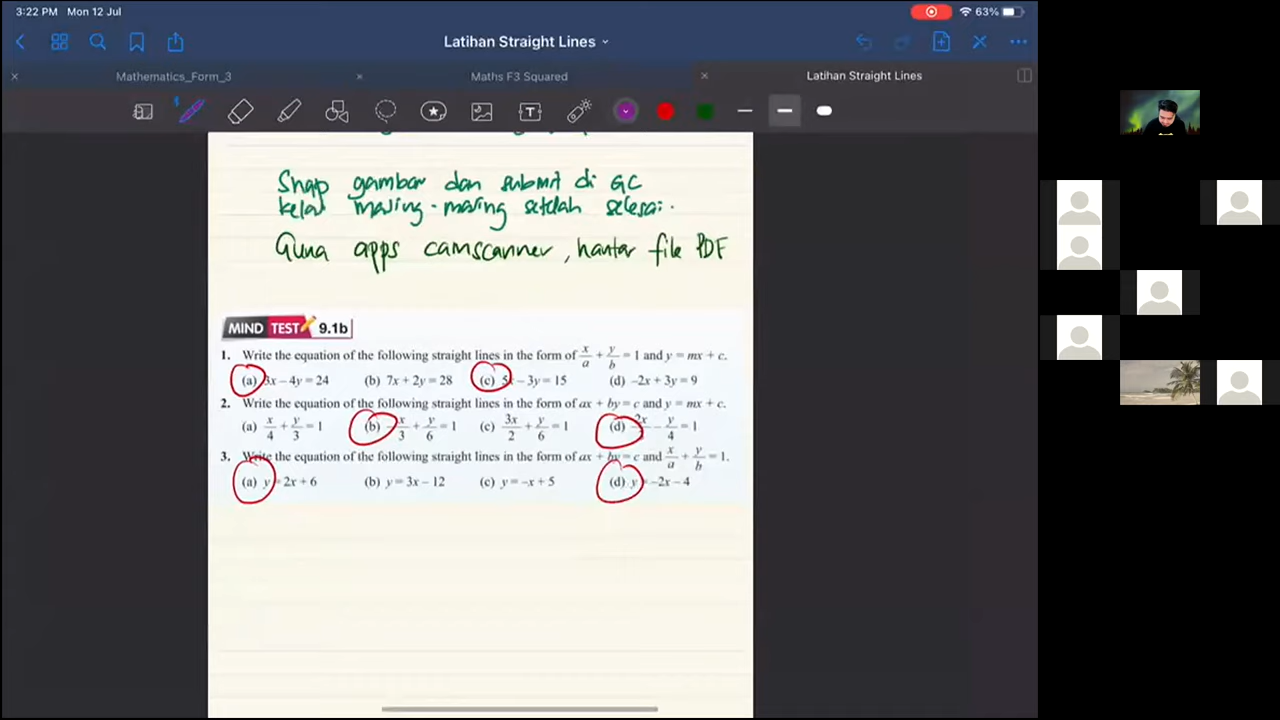 3:22 PM Mon 12 Jul
63%
Latihan Straight Lines
Mathematics_Form_3
Maths F3 Squared
Latihan Straight Lines
Snap gambar dan submit di GC
kelas masing-masing setelah selesai.
Guna apps camscanner, hantar file PDF
MIND TEST 9.1b
1. Write the equation of the following straight lines in the form of x/a + y/b = 1 and y = mx + c.
(a) 3x – 4y = 24 (b) 7x + 2y = 28 (c) 5x – 3y = 15 (d) –2x + 3y = 9
2. Write the equation of the following straight lines in the form of ax + by = c and y = mx + c.
(a) x/4 + y/3 = 1 (b) –x/3 + y/6 = 1 (c) 3x/2 + y/6 = 1 (d) – y/4 = 1
3. Write the equation of the following straight lines in the form of ax + by = c and x/a + y/b = 1.
(a) y = 2x + 6 (b) y = 3x – 12 (c) y = –x + 5 (d) y = –2x – 4